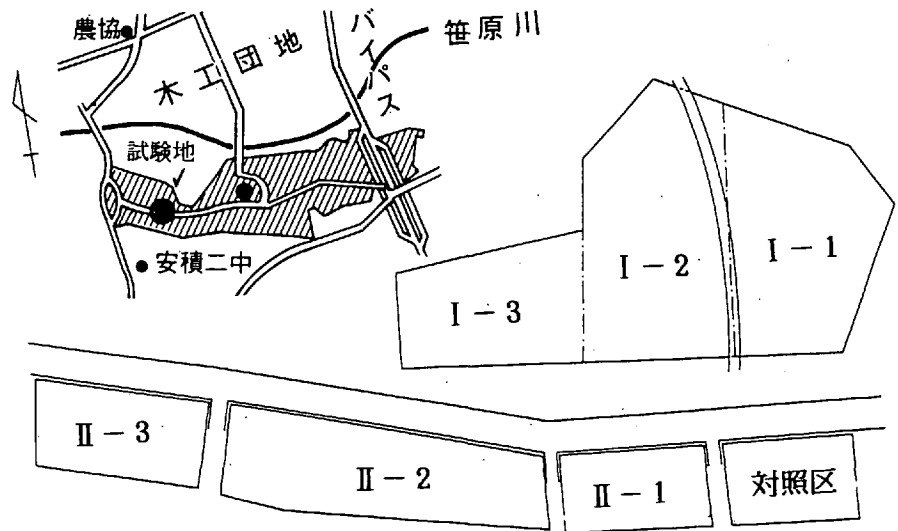 農協
木工団地
バイパス
笹原川
試験地
安積二中
Ⅰ－1
Ⅰ－2
Ⅰ－3
Ⅱ－3
Ⅱ－2
Ⅱ－1
対照区